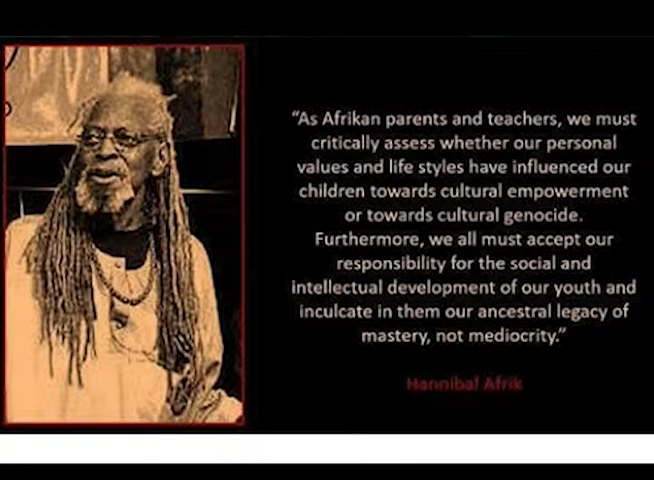 “As Afrikan parents and teachers, we must
critically assess whether our personal
values and life styles have influenced our
children towards cultural empowerment
or towards cultural genocide.
Furthermore, we all must accept our
responsibility for the social and
intellectual development of our youth and
inculcate in them our ancestral legacy of
mastery, not mediocrity.”
Hannibal Afrik